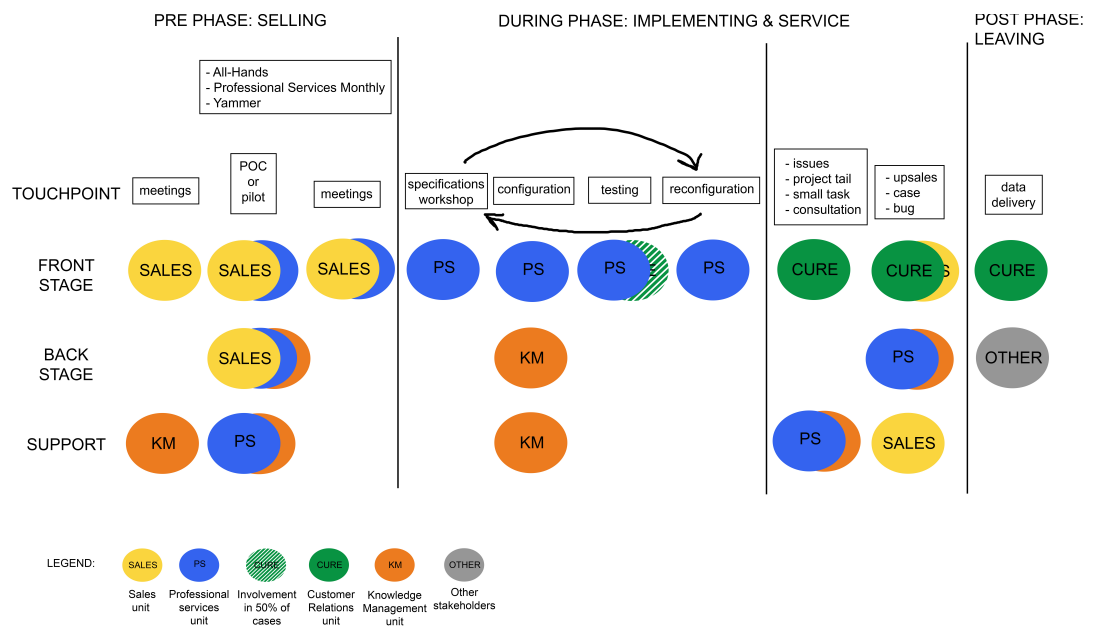 PRE PHASE: SELLING
DURING PHASE: IMPLEMENTING & SERVICE
POST PHASE:
LEAVING
- All-Hands
- Professional Services Monthly
- Yammer
TOUCHPOINT
meetings
POC
or
pilot
meetings
specifications
workshop
configuration
testing
reconfiguration
- issues
- project tail
- small task
- consultation
- upsales
- case
- bug
data
delivery
FRONT
STAGE
SALES
SALES
SALES
PS
PS
PS
E
PS
CURE
CURE
S
CURE
BACK
STAGE
SALES
KM
PS
OTHER
SUPPORT
KM
PS
KM
PS
SALES
LEGEND:
SALES
PS
CURE
CURE
KM
OTHER
Sales
unit
Professional
services
unit
Involvement
in 50% of
cases
Customer
Relations
unit
Knowledge
Management
unit
Other
stakeholders